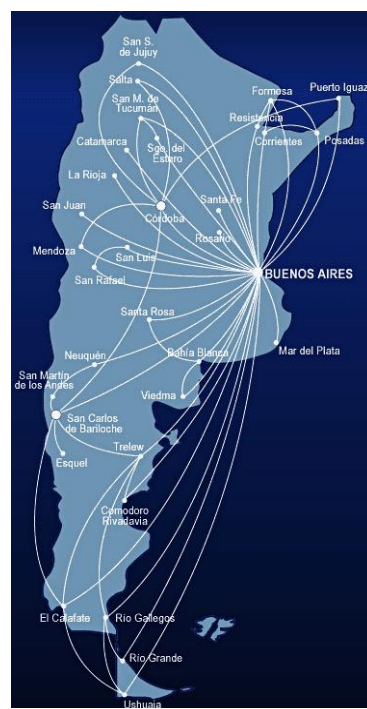 San S.
de Jujuy
Salta
Formosa
Puerto Iguaz
San M. de
Tucumán
Resistencia
Catamarca
Sgo. del
Estero
Corrientes
Posadas
La Rioja
San Juan
Santa Fe
Córdoba
Rosario
Mendoza
San Luis
San Rafael
BUENOS AIRES
Santa Rosa
Mar del Plata
Neuquén
Bahía Blanca
San Martín
de los Andes
Viedma
San Carlos
de Bariloche
Trelew
Esquel
Comodoro
Rivadavia
El Calafate
Río Gallegos
Río Grande
Ushuaia